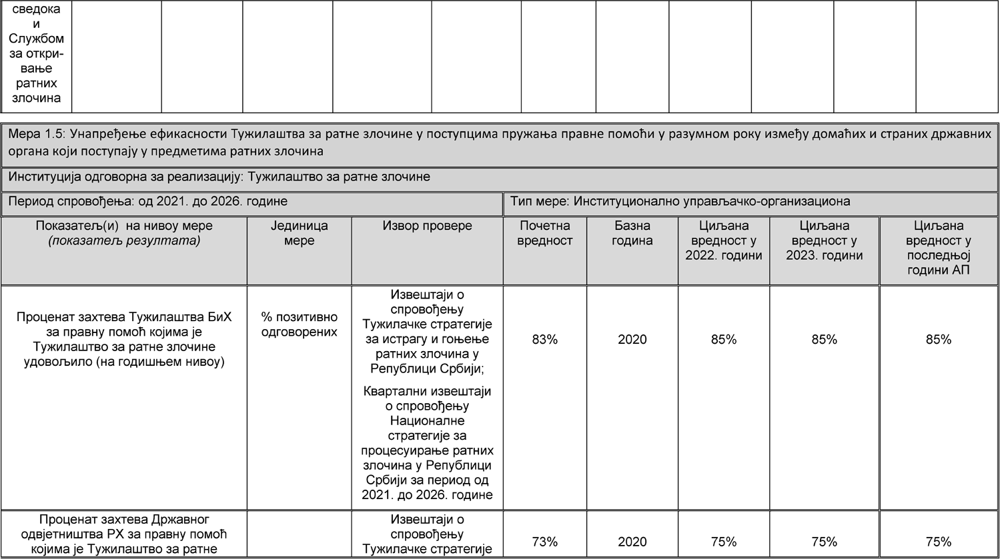 сведока
и
Службом
за откри-
вање
ратних
злочина
Мера 1.5: Унапређење ефикасности Тужилаштва за ратне злочине у поступцима пружања правне помоћи у разумном року између домаћих и страних државних
органа који поступају у предметима ратних злочина
Институција одговорна за реализацију: Тужилаштво за ратне злочине
Период спровођења: од 2021. до 2026. године
Тип мере: Институционално управљачко-организациона
Показатељ(и) на нивоу мере
(показатељ резултата)
Јединица
мере
Извор провере
Почетна
вредност
Базна
година
Циљана
вредност у
2022. години
Циљана
вредност у
2023. години
Циљана
вредност у
последњој
години АП
Проценат захтева Тужилаштва БиХ
за правну помоћ којима је
Тужилаштво за ратне злочине
удовољило (на годишњем нивоу)
% позитивно
одговорених
Извештаји о
спровођењу
Тужилачке стратегије
за истрагу и гоњење
ратних злочина у
Републици Србији;
Квартални извештаји
о спровођењу
Националне
стратегије за
процесуирање ратних
злочина у Републици
Србији за период од
2021. до 2026. године
83%
2020
85%
85%
85%
Проценат захтева Државног
одвјетништва РХ за правну помоћ
којима је Тужилаштво за ратне
Извештаји о
спровођењу
Тужилачке стратегије
73%
2020
75%
75%
75%